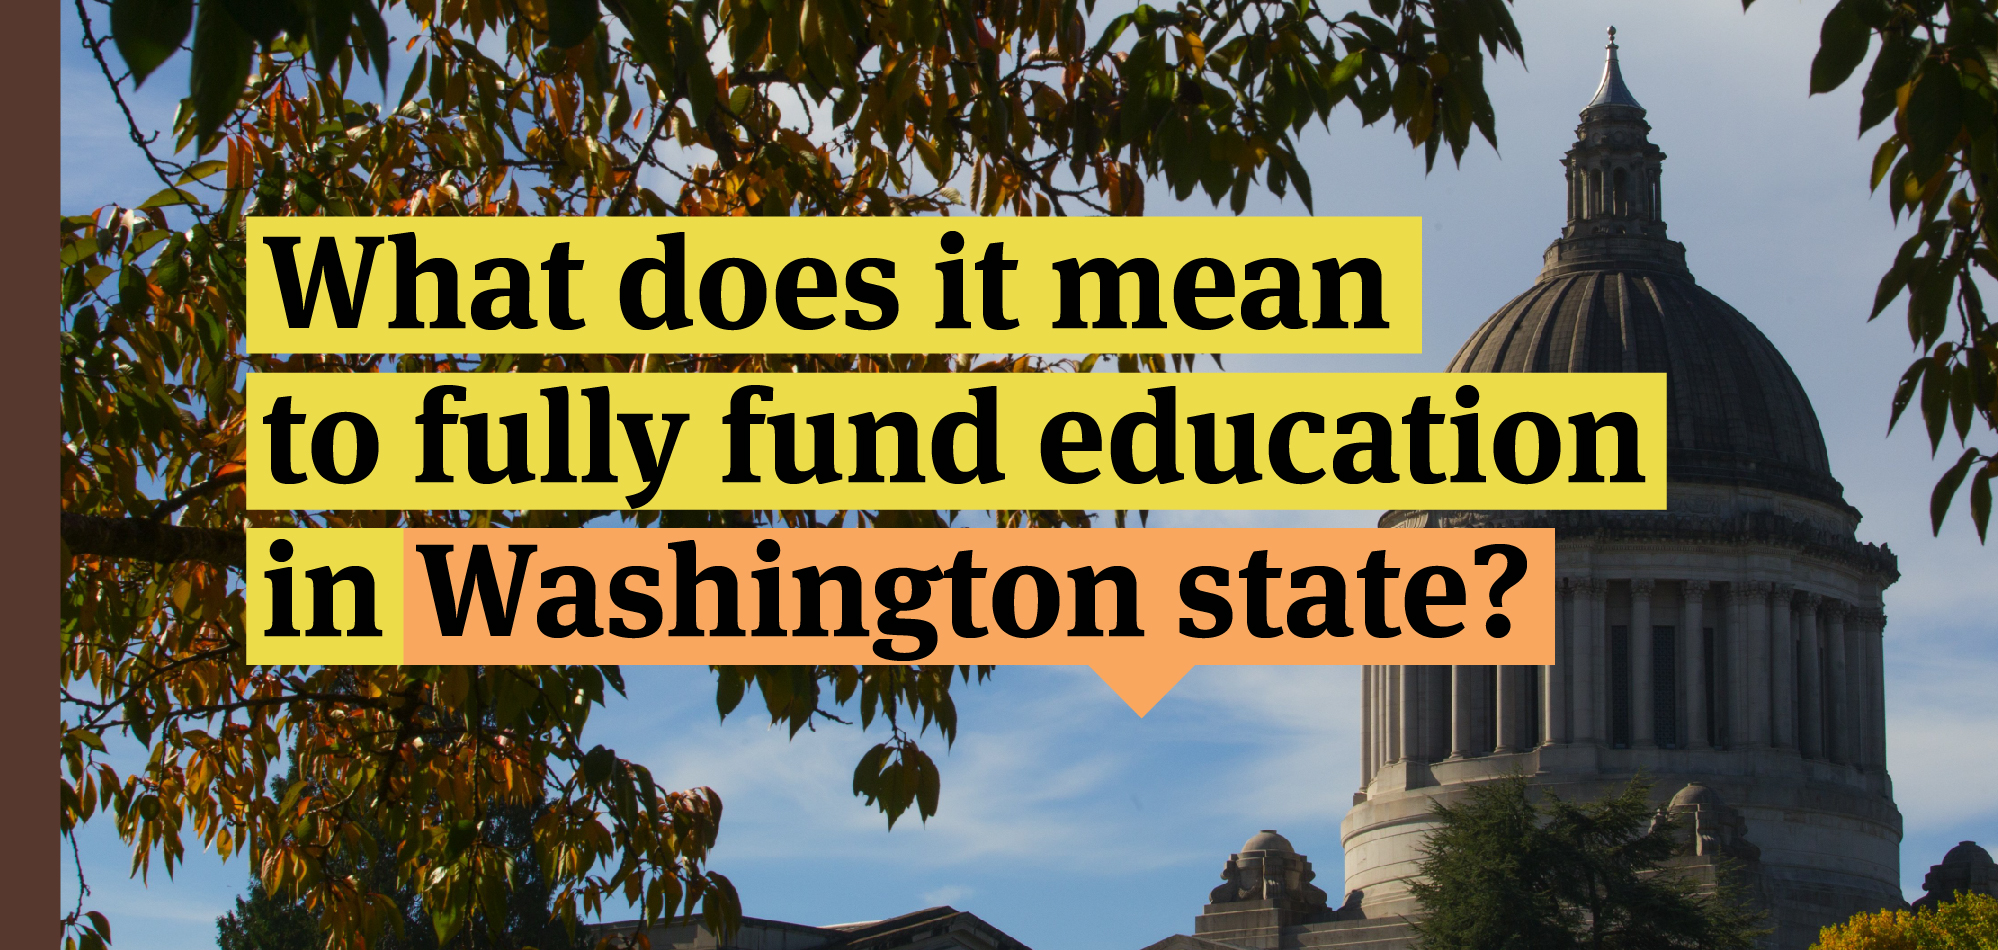 What does it mean
to fully fund education
in Washington state?